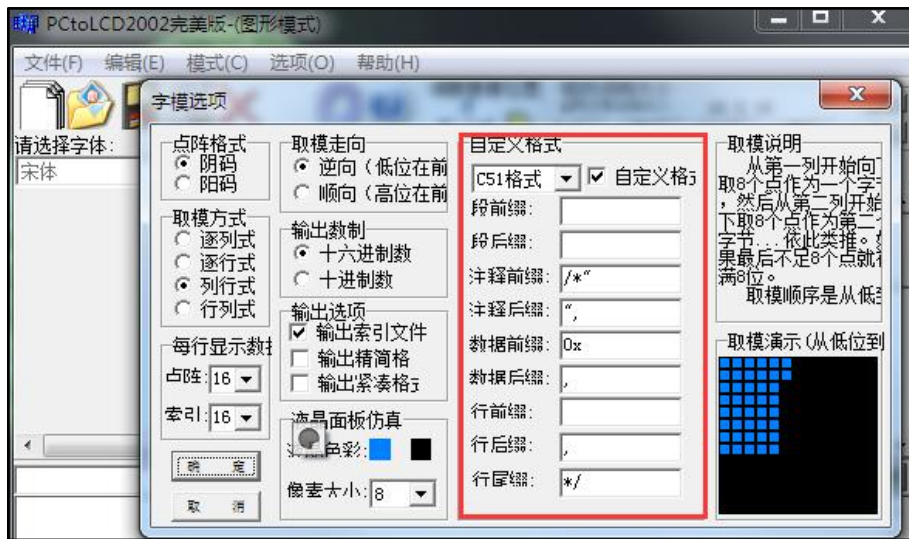 PCtoLCD2002完美版-(图形模式)
文件(F) 编辑(E) 模式(C) 选项(O) 帮助(H)
请选择字体:
宋体
字模选项
点阵格式
阴码
阳码
取模方式
逐列式
逐行式
列行式
行列式
每行显示数据
点阵: 16
索引: 16
确 定
取 消
取模走向
逆向（低位在前
顺向（高位在前
输出数制
十六进制数
十进制数
输出选项
输出索引文件
输出精简格
输出紧凑格式
液晶面板仿真
色彩:
像素大小: 8
自定义格式
C51格式 自定义格式
段前缀:
段后缀:
注释前缀: /*"
注释后缀: ",
数据前缀: 0x
数据后缀: ,
行前缀:
行后缀: ,
行尾缀: */
取模说明
从第一列开始向下
取8个点作为一个字节
，然后从第二列开始
下取8个点作为第二个
字节...依此类推。如
果最后不足8个点就补
满8位。
取模顺序是从低到
取模演示(从低位到